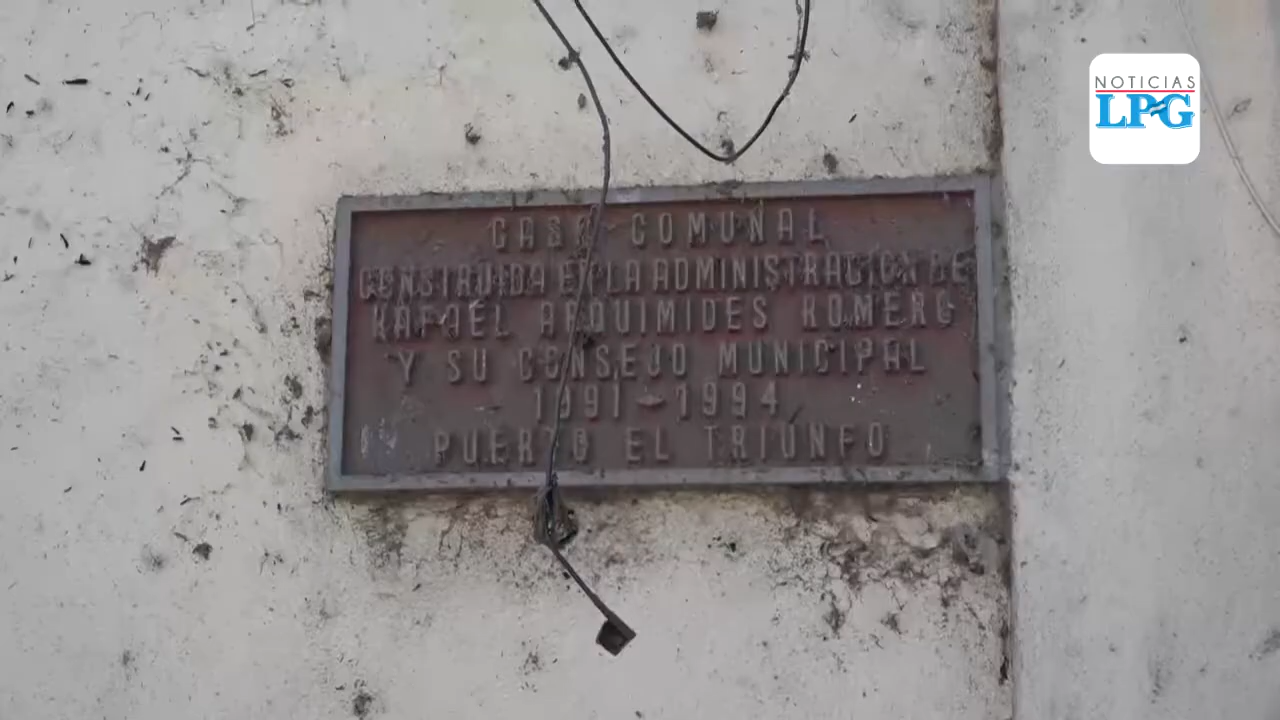 NOTICIAS
LPG
CASA COMUNAL
CONSTRUIDA EN LA ADMINISTRACION DE
RAFAEL ARQUIMIDES ROMERO
Y SU CONSEJO MUNICIPAL
1991-1994
PUERTO EL TRIUNFO